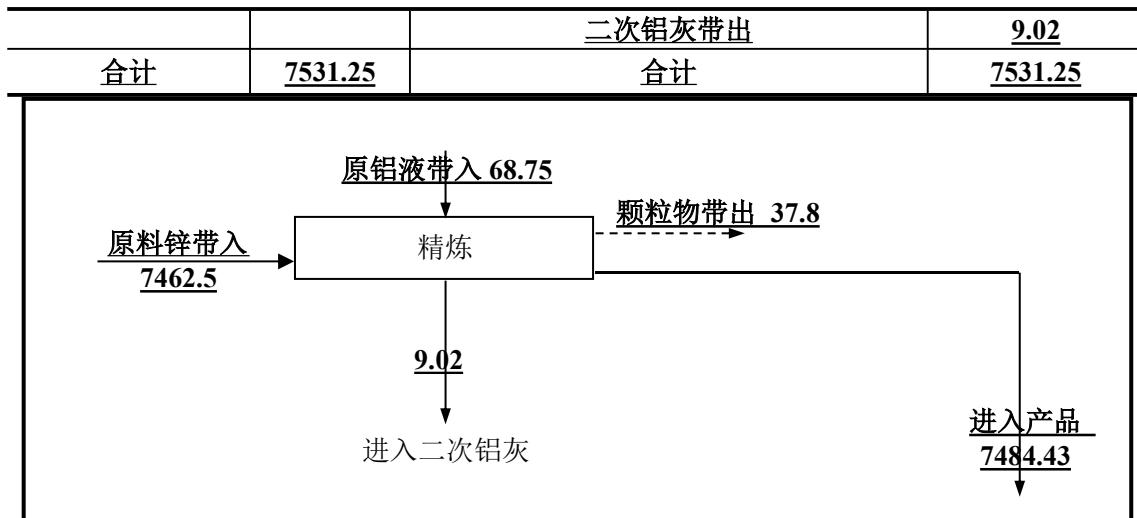 二次铝灰带出 9.02
合计 7531.25 合计 7531.25
原铝液带入 68.75
颗粒物带出 37.8
原料锌带入
7462.5
精炼
9.02
进入二次铝灰
进入产品
7484.43